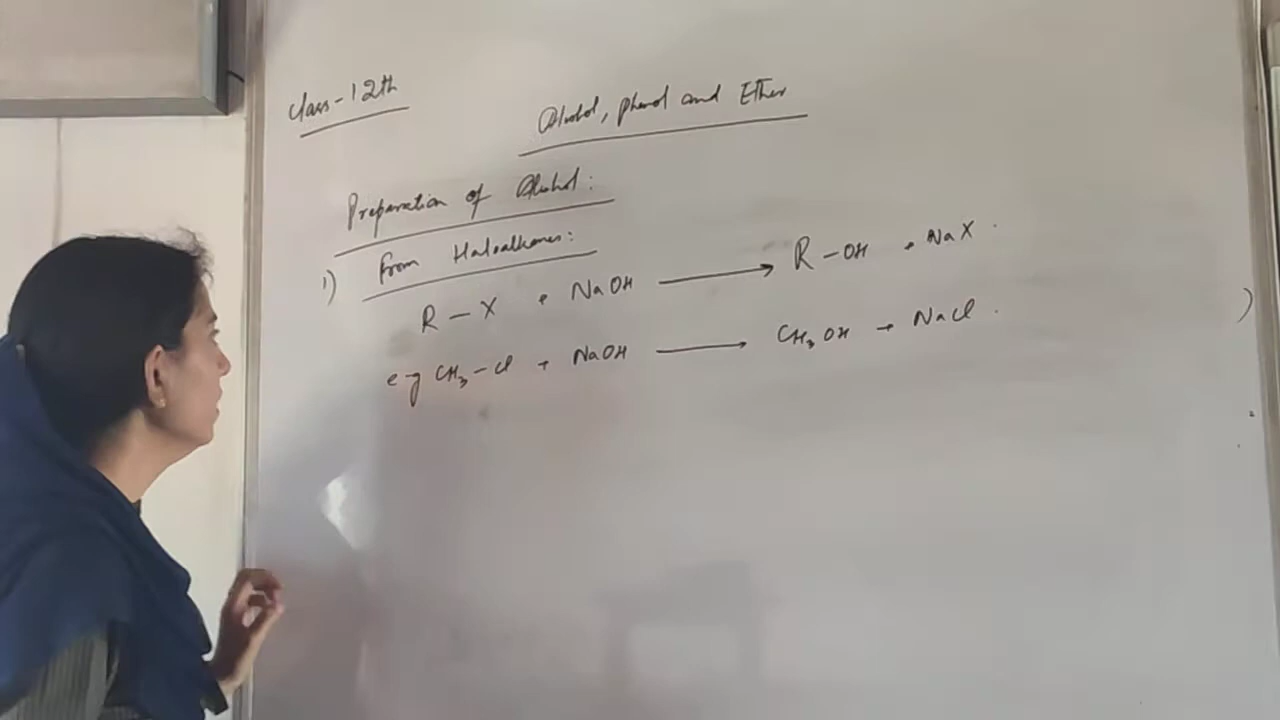 Class-12th
Alcohol, phenol and Ether
Preparation of Alcohol:
1) From Haloalkanes:
R - X + NaOH ⟶ R - OH + NaX.
e-g CH₃-Cl + NaOH ⟶ CH₃OH + NaCl.
)